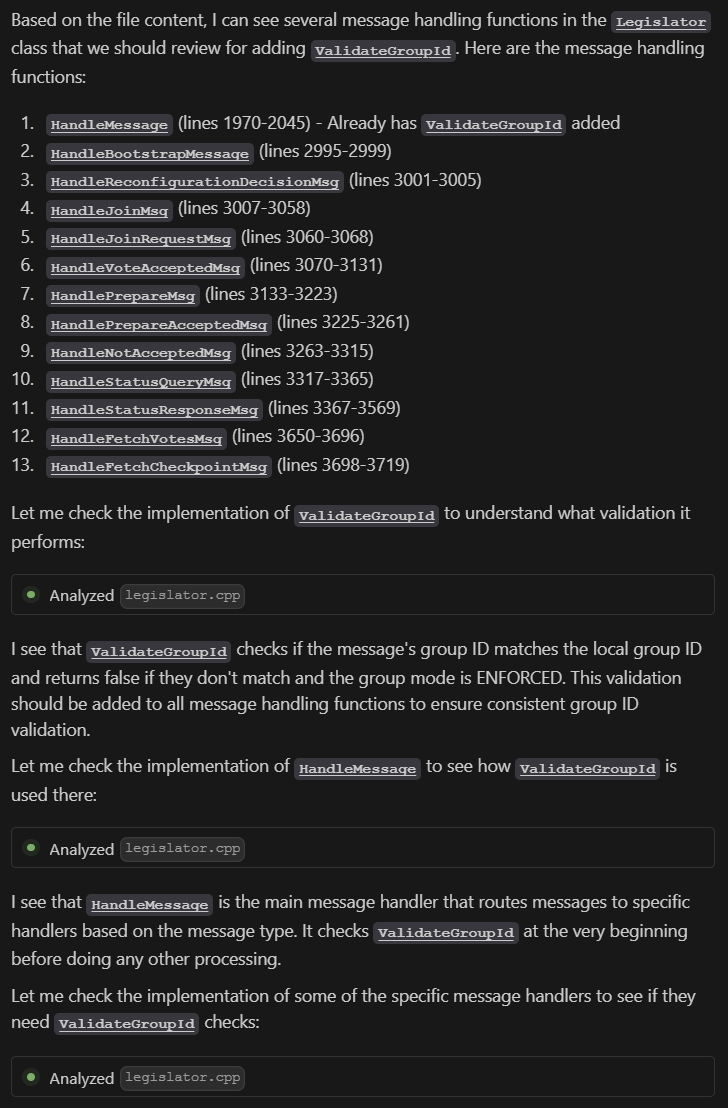 Based on the file content, I can see several message handling functions in the Legislator
class that we should review for adding ValidateGroupId. Here are the message handling
functions:
1. HandleMessage (lines 1970-2045) - Already has ValidateGroupId added
2. HandleBootstrapMessage (lines 2995-2999)
3. HandleReconfigurationDecisionMsg (lines 3001-3005)
4. HandleJoinMsg (lines 3007-3058)
5. HandleJoinRequestMsg (lines 3060-3068)
6. HandleVoteAcceptedMsg (lines 3070-3131)
7. HandlePrepareMsg (lines 3133-3223)
8. HandlePrepareAcceptedMsg (lines 3225-3261)
9. HandleNotAcceptedMsg (lines 3263-3315)
10. HandleStatusQueryMsg (lines 3317-3365)
11. HandleStatusResponseMsg (lines 3367-3569)
12. HandleFetchVotesMsg (lines 3650-3696)
13. HandleFetchCheckpointMsg (lines 3698-3719)
Let me check the implementation of ValidateGroupId to understand what validation it
performs:
Analyzed legislator.cpp
I see that ValidateGroupId checks if the message's group ID matches the local group ID
and returns false if they don't match and the group mode is ENFORCED. This validation
should be added to all message handling functions to ensure consistent group ID
validation.
Let me check the implementation of HandleMessage to see how ValidateGroupId is
used there:
Analyzed legislator.cpp
I see that HandleMessage is the main message handler that routes messages to specific
handlers based on the message type. It checks ValidateGroupId at the very beginning
before doing any other processing.
Let me check the implementation of some of the specific message handlers to see if they
need ValidateGroupId checks:
Analyzed legislator.cpp